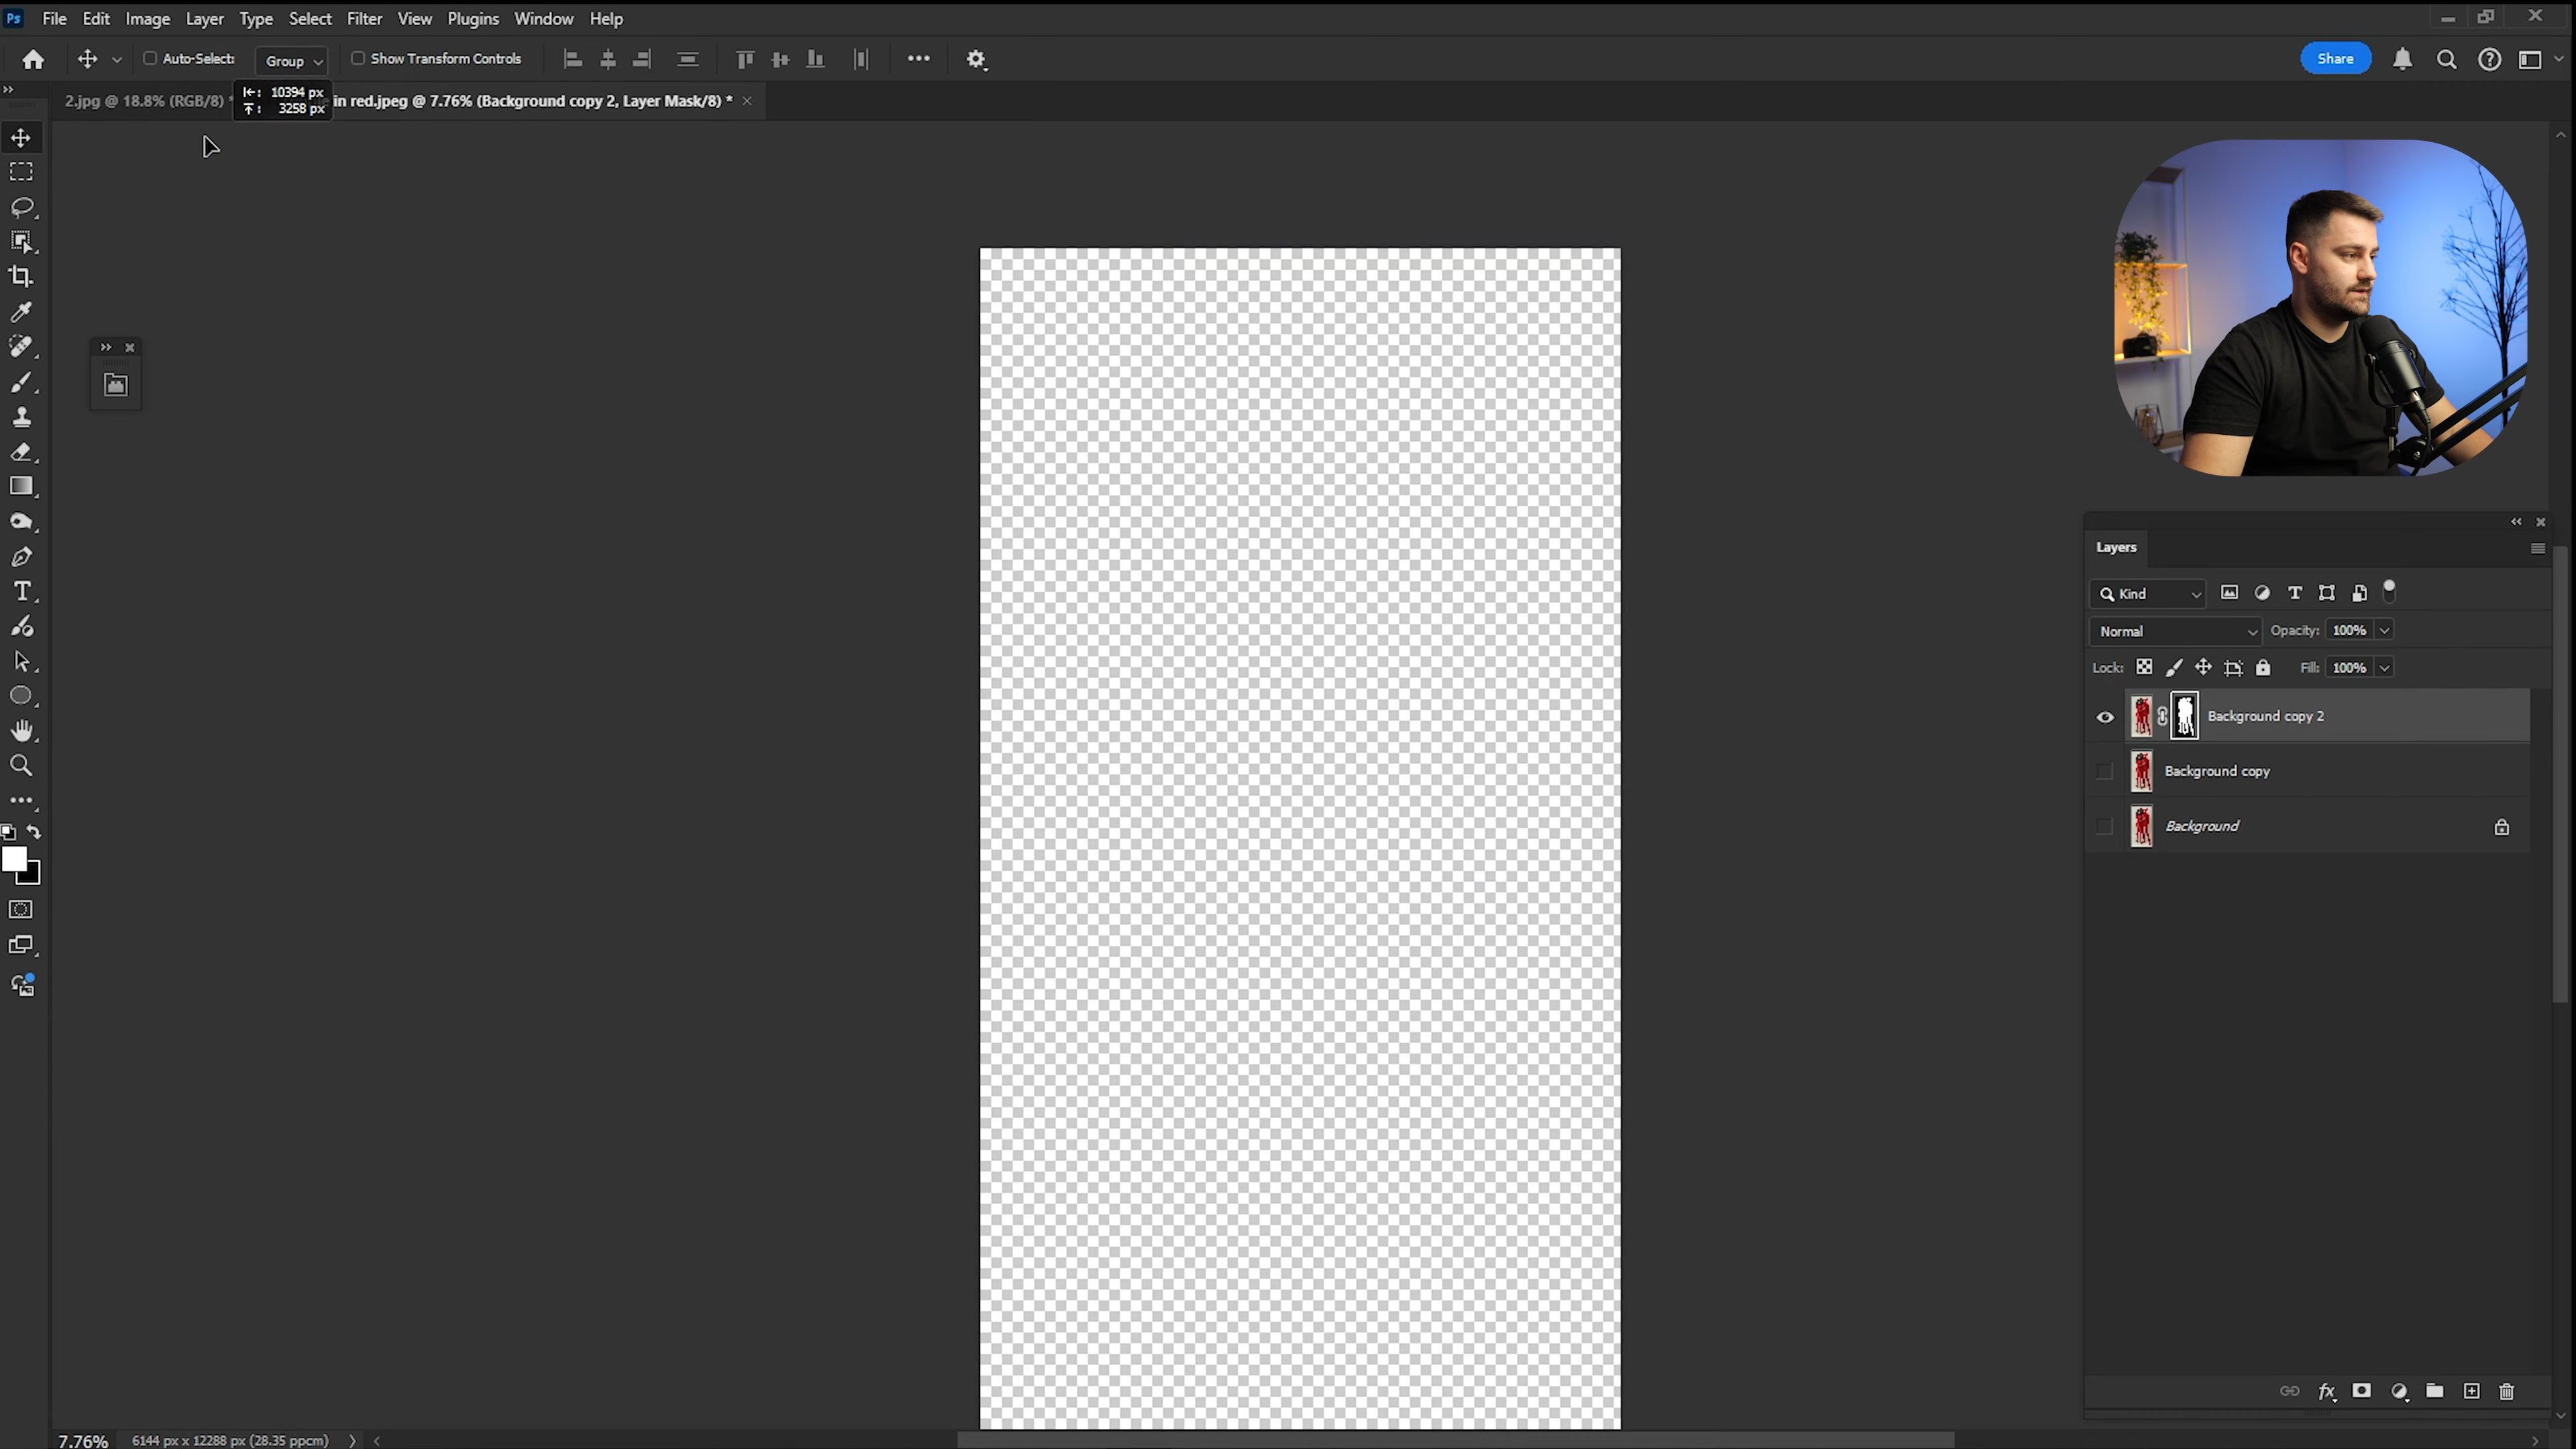 Ps File Edit Image Layer Type Select Filter View Plugins Window Help
Auto-Select: Group Show Transform Controls Share
2.jpg @ 18.8% (RGB/8) * in red.jpeg @ 7.76% (Background copy 2, Layer Mask/8) *
10394 px
3258 px
Layers
Kind
Normal Opacity: 100%
Lock: Fill: 100%
Background copy 2
Background copy
Background
fx
7.76% 6144 px x 12288 px (28.35 ppcm)